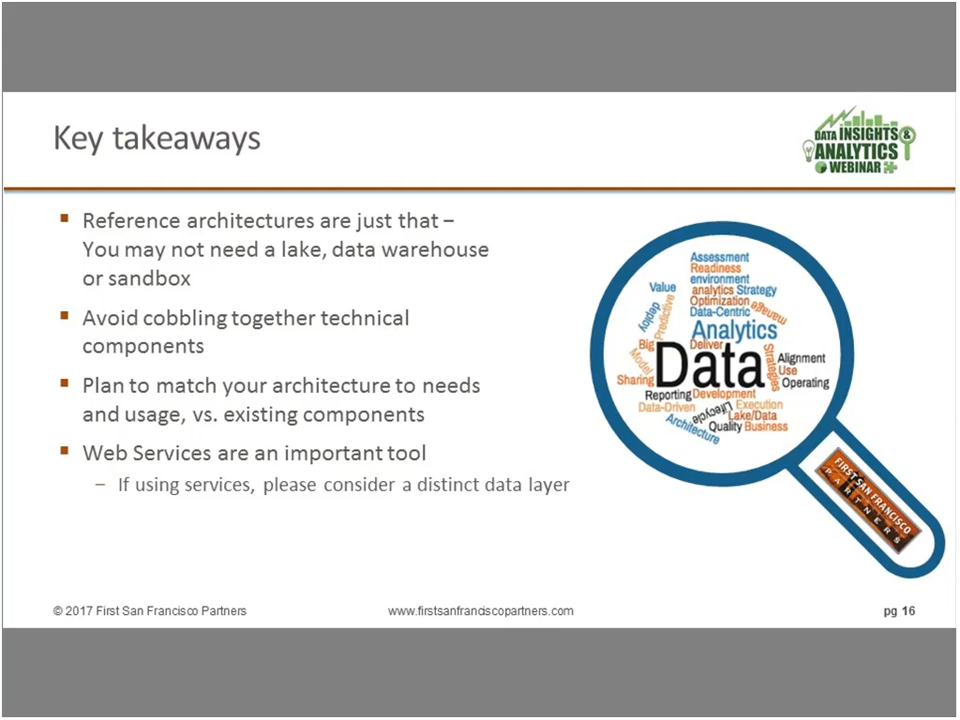 Key takeaways
DATA INSIGHTS &
ANALYTICS
WEBINAR
▪ Reference architectures are just that –
You may not need a lake, data warehouse
or sandbox
▪ Avoid cobbling together technical
components
▪ Plan to match your architecture to needs
and usage, vs. existing components
▪ Web Services are an important tool
– If using services, please consider a distinct data layer
Assessment
Readiness
environment
Value
analytics Strategy
Optimization
manage
deploy
Predictive
Data-Centric
Analytics
Big
Deliver
Model
Data
Strategies
Alignment
Use
Sharing
Operating
Reporting Development
Data-Driven
Lifecycle
Execution
Lake/Data
Architecture
Quality Business
FIRST SAN FRANCISCO
PARTNERS
© 2017 First San Francisco Partners
www.firstsanfranciscopartners.com
pg 16